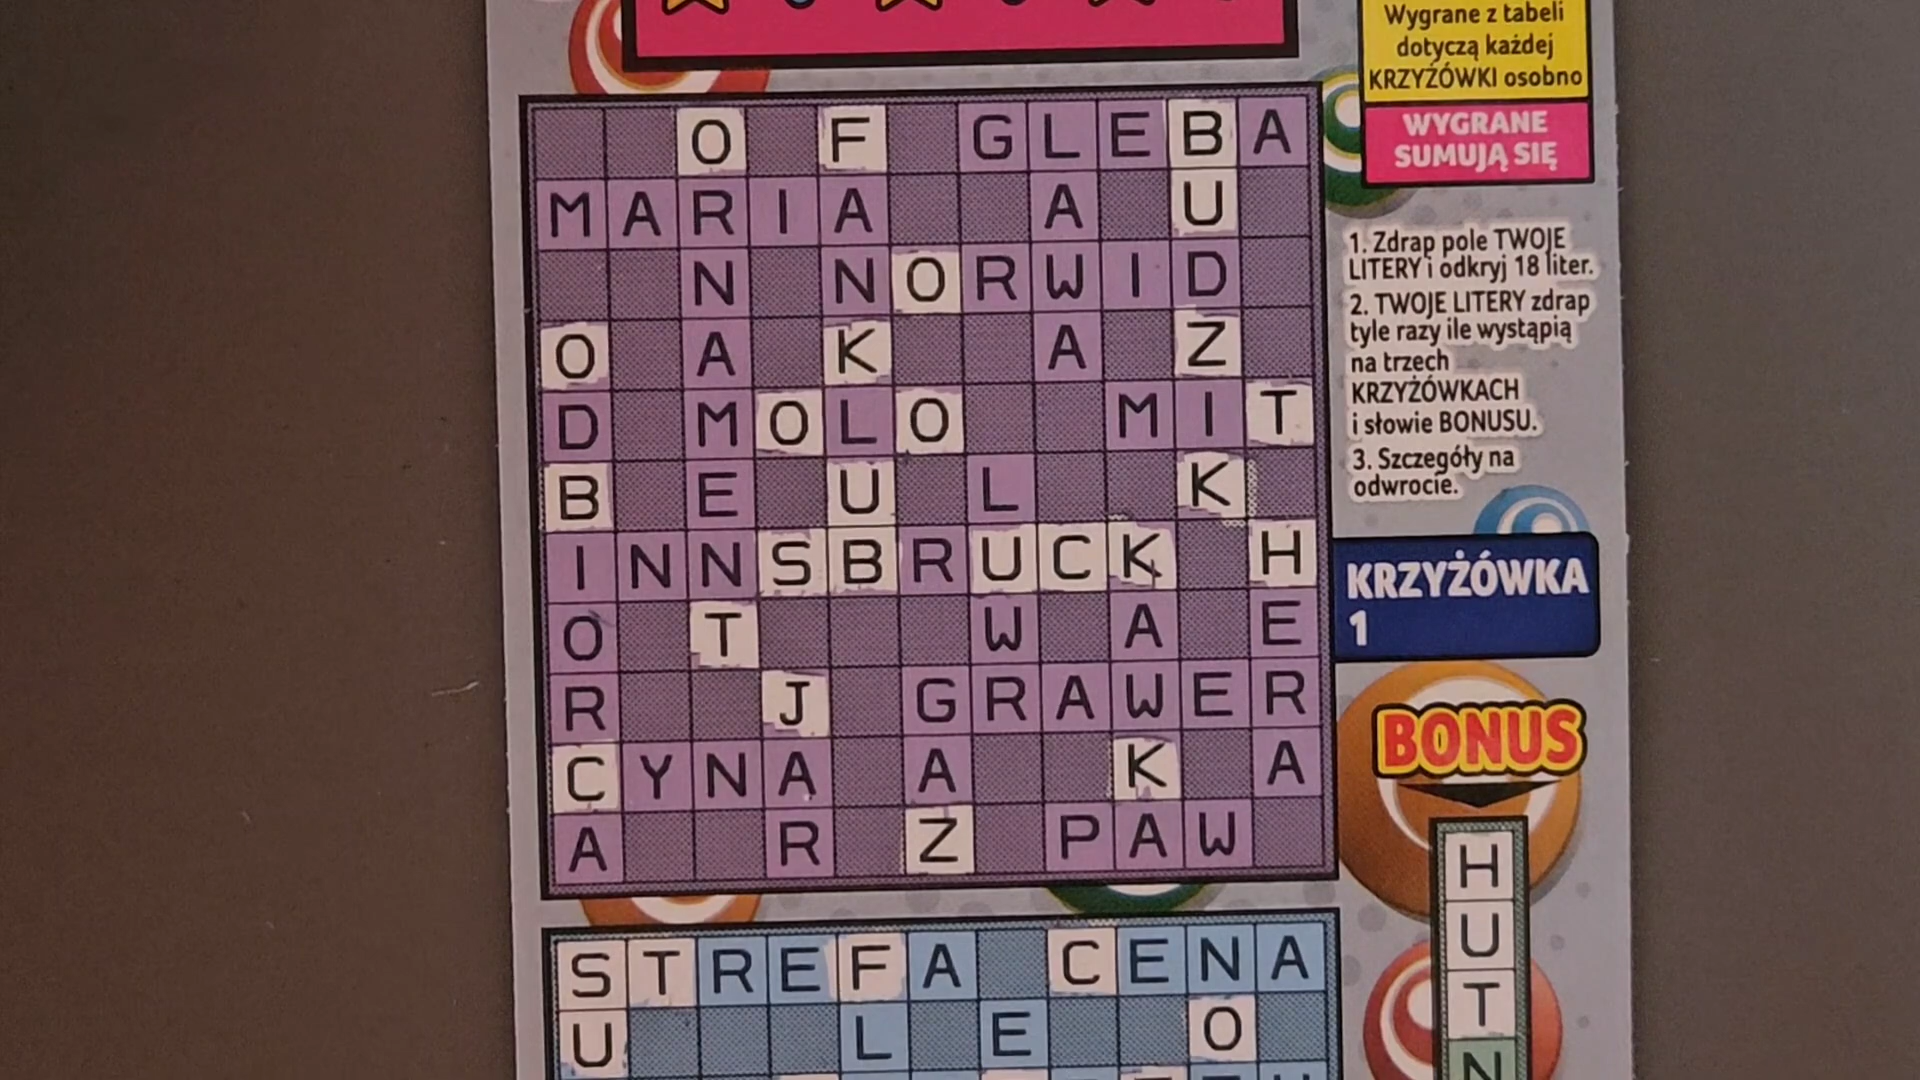 Wygrane z tabeli
dotyczą każdej
KRZYŻÓWKI osobno
WYGRANE
SUMUJĄ SIĘ
O F GLEBA
MARIA A U
N NORWID
O A K A Z
D MOLO MIT
B E U L K
INNSBRUCK H
O T W A E
R J GRAWER
CYNA A K A
A R Z PAW
1. Zdrap pole TWOJE
LITERY i odkryj 18 liter.
2. TWOJE LITERY zdrap
tyle razy ile wystąpią
na trzech
KRZYŻÓWKACH
i słowie BONUSU.
3. Szczegóły na
odwrocie.
KRZYŻÓWKA
1
BONUS
H
U
T
N
STREFA CENA
U L E O